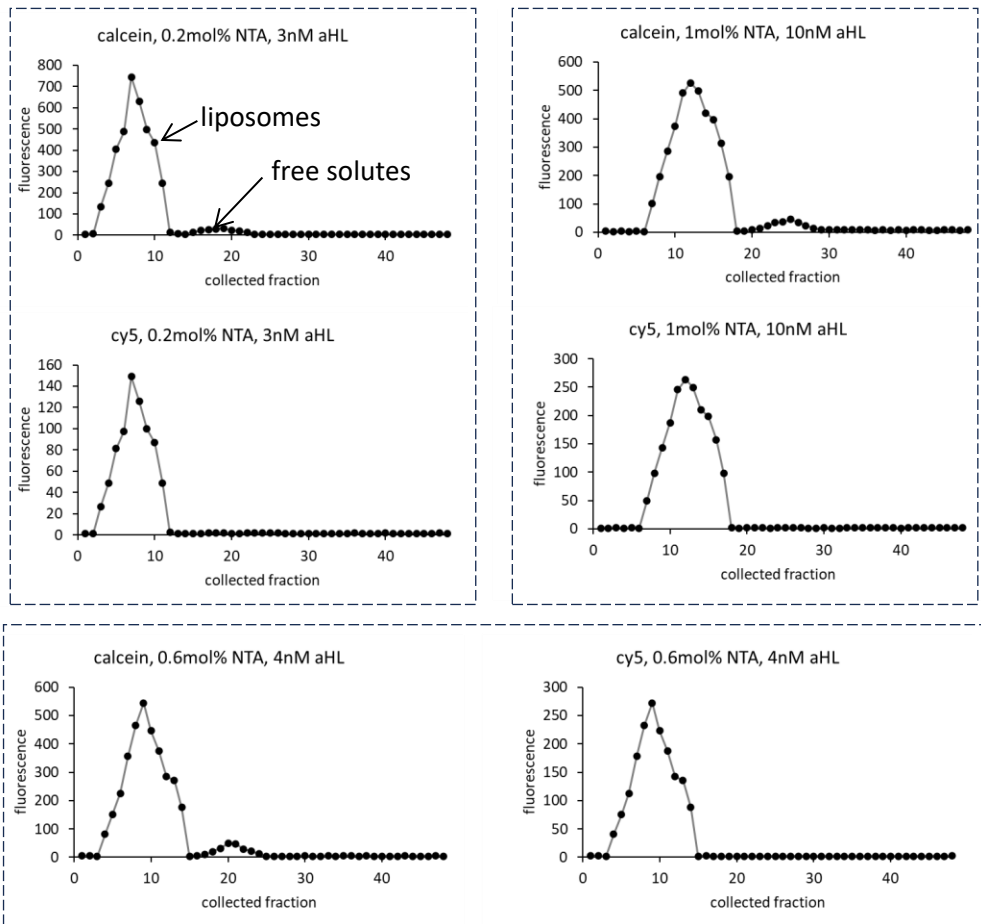 calcein, 0.2mol% NTA, 3nM aHL
800
700
600
500
400
300
200
100
0
fluorescence
liposomes
free solutes
0 10 20 30 40
collected fraction
calcein, 1mol% NTA, 10nM aHL
600
500
400
300
200
100
0
fluorescence
0 10 20 30 40
collected fraction
cy5, 0.2mol% NTA, 3nM aHL
160
140
120
100
80
60
40
20
0
fluorescence
0 10 20 30 40
collected fraction
cy5, 1mol% NTA, 10nM aHL
300
250
200
150
100
50
0
fluorescence
0 10 20 30 40
collected fraction
calcein, 0.6mol% NTA, 4nM aHL
600
500
400
300
200
100
0
fluorescence
0 20 40
collected fraction
cy5, 0.6mol% NTA, 4nM aHL
300
250
200
150
100
50
0
fluorescence
0 20 40
collected fraction